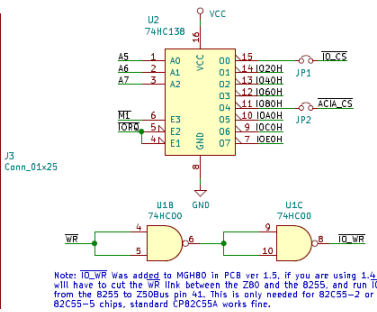 VCC
U2
74HC138
16
VCC
A5 1 A0 O0 15 IO_CS
A6 2 A1 O1 14 IO20H JP1
A7 3 A2 O2 13 IO40H
O3 12 IO60H
O4 11 IO80H ACIA_CS
M1 6 E3 O5 10 IOA0H JP2
IORQ 5 E2 O6 9 IOC0H
4 E1 GND O7 7 IOE0H
8
J3
Conn_01x25
GND
U1B
74HC00
U1C
74HC00
WR 4 5 6 9 10 8 IO_WR
Note: IO_WR Was added to MGH80 in PCB ver 1.5, if you are using 1.4
will have to cut the WR link between the Z80 and the 8255, and run IO
from the 8255 to Z50Bus pin 41. This is only needed for 82C55-2 or
82C55-5 chips, standard CP82C55A works fine.